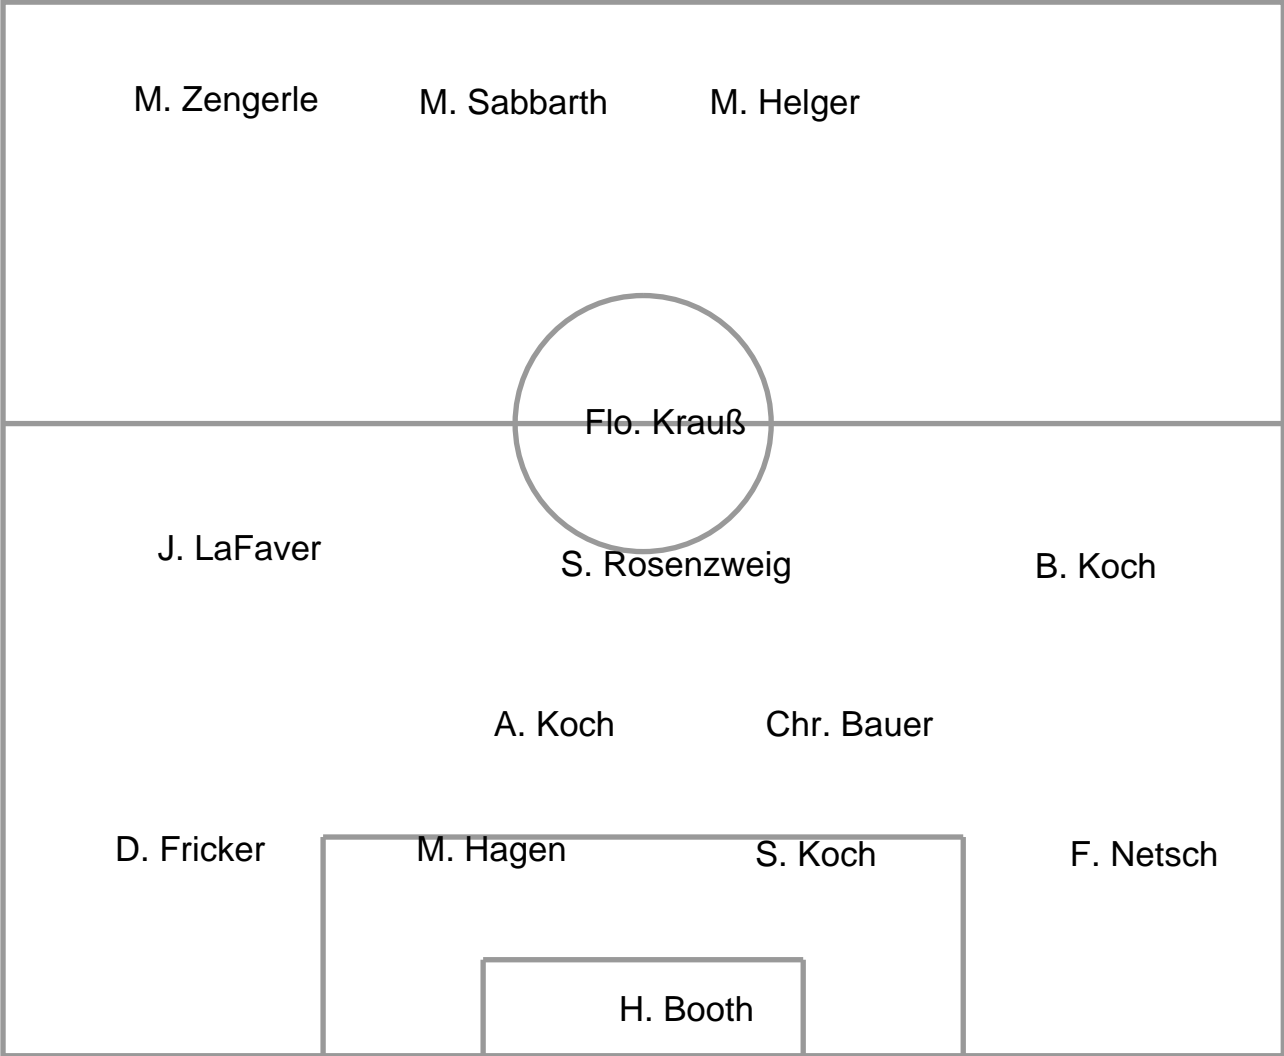 M. Zengerle M. Sabbarth M. Helger
Flo. Krauß
J. LaFaver S. Rosenzweig B. Koch
A. Koch Chr. Bauer
D. Fricker M. Hagen S. Koch F. Netsch
H. Booth